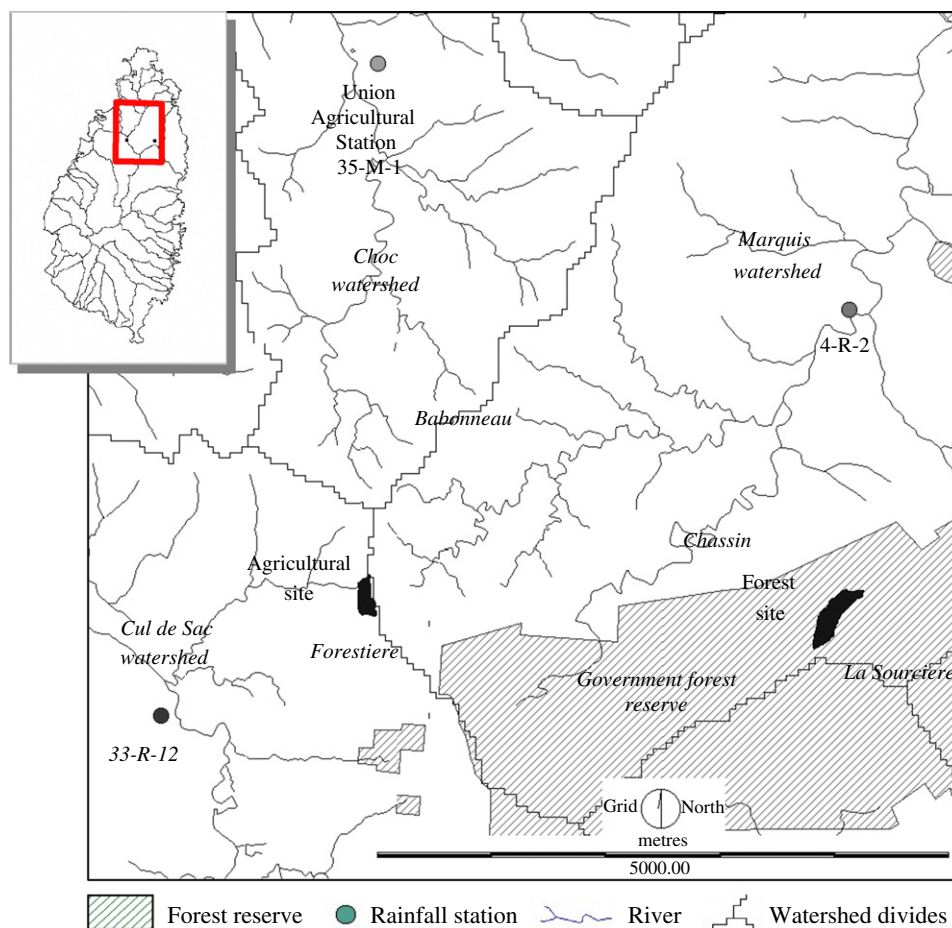 Union
Agricultural
Station
35-M-1
Marquis
watershed
Choc
watershed
4-R-2
Babonneau
Chassin
Agricultural
site
Forest
site
Cul de Sac
watershed
Forestiere
La Sourciere
Government forest
reserve
33-R-12
Grid North
metres
5000.00
Forest reserve Rainfall station River Watershed divides